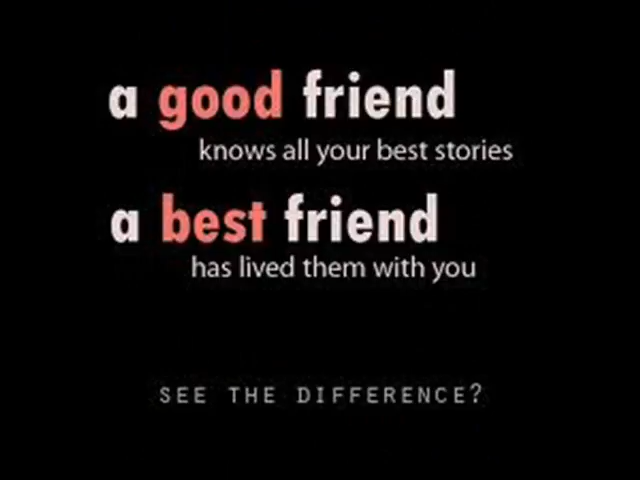 a good friend
knows all your best stories
a best friend
has lived them with you
SEE THE DIFFERENCE?